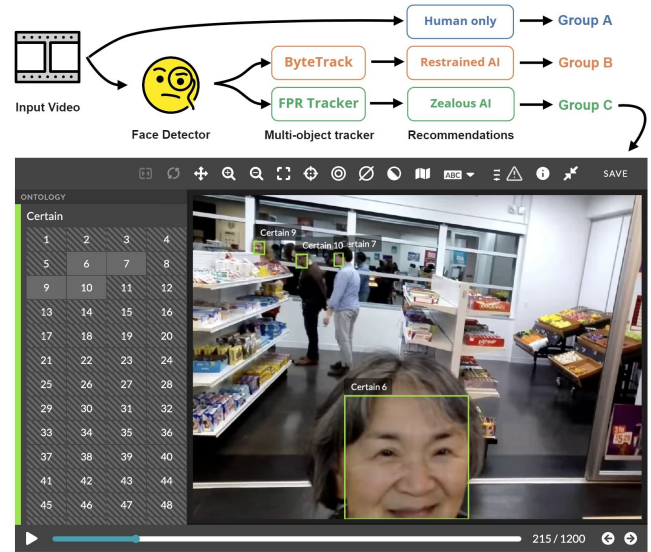 Human only
Group A
ByteTrack
Restrained AI
Group B
FPR Tracker
Zealous AI
Group C
Input Video
Face Detector
Multi-object tracker
Recommendations
ABC
SAVE
ONTOLOGY
Certain
1 2 3 4
5 6 7 8
9 10 11 12
13 14 15 16
17 18 19 20
21 22 23 24
25 26 27 28
29 30 31 32
33 34 35 36
37 38 39 40
41 42 43 44
45 46 47 48
Certain 9
Certain 10
ertain 7
Certain 6
215 / 1200